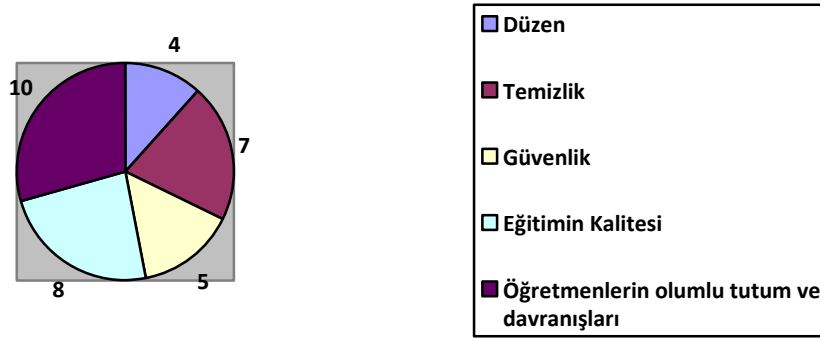 4
10
7
8
5
Düzen
Temizlik
Güvenlik
Eğitimin Kalitesi
Öğretmenlerin olumlu tutum ve
davranışları